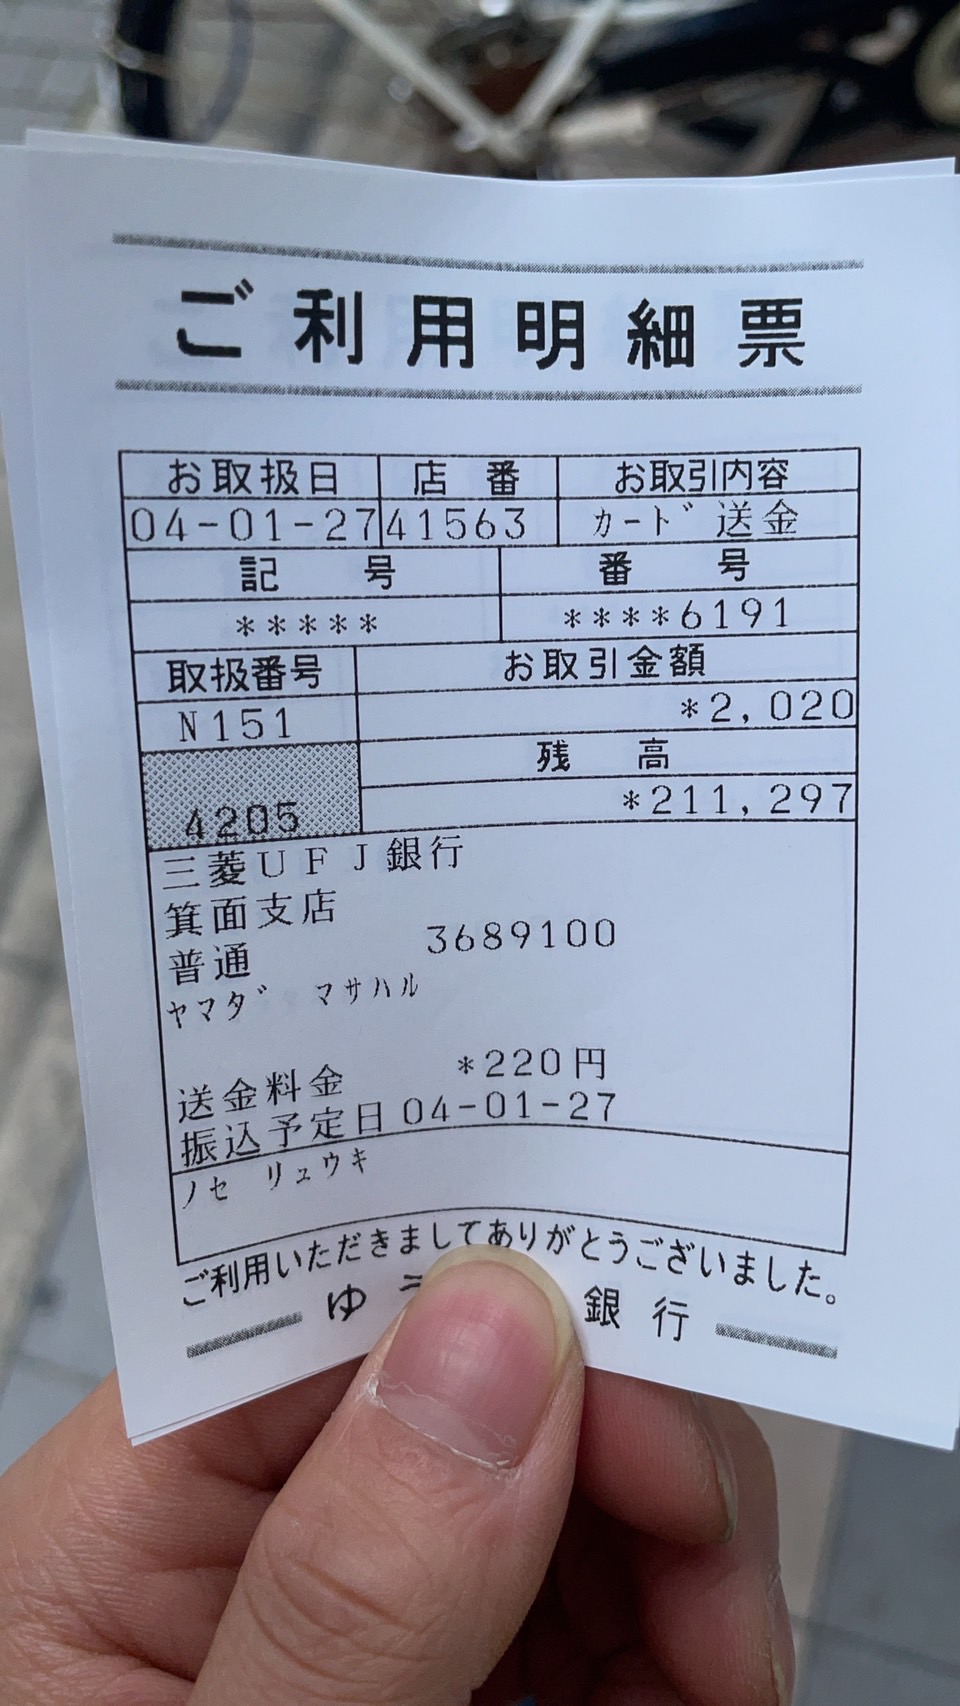 ご利用明細票
お取扱日 店番 お取引内容
04-01-27 41563 カード送金
記号 番号
***** ****6191
取扱番号 お取引金額
N151 *2,020
残高
4205 *211,297
三菱UFJ銀行
箕面支店
普通 3689100
ヤマダ マサハル
送金料金 *220円
振込予定日 04-01-27
ノセ リュウキ
ご利用いただきましてありがとうございました。
ゆ 銀行